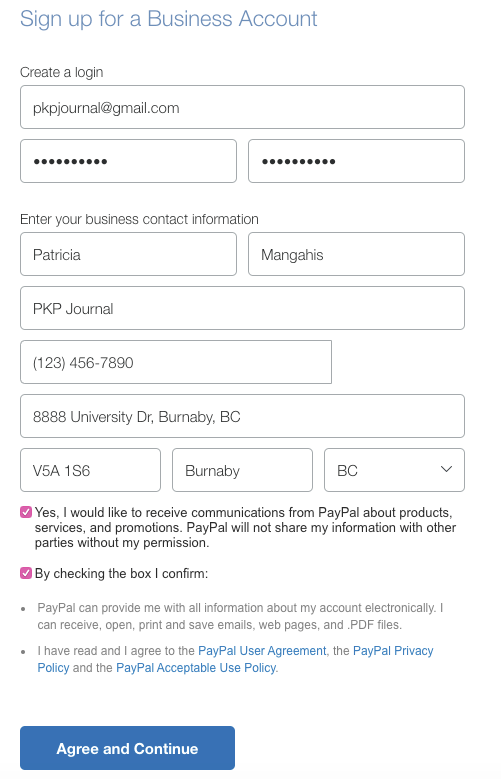 Sign up for a Business Account
Create a login
pkpjournal@gmail.com
•••••••••• ••••••••••
Enter your business contact information
Patricia Mangahis
PKP Journal
(123) 456-7890
8888 University Dr, Burnaby, BC
V5A 1S6 Burnaby BC
Yes, I would like to receive communications from PayPal about products,
services, and promotions. PayPal will not share my information with other
parties without my permission.
By checking the box I confirm:
• PayPal can provide me with all information about my account electronically. I
can receive, open, print and save emails, web pages, and .PDF files.
• I have read and I agree to the PayPal User Agreement, the PayPal Privacy
Policy and the PayPal Acceptable Use Policy.
Agree and Continue